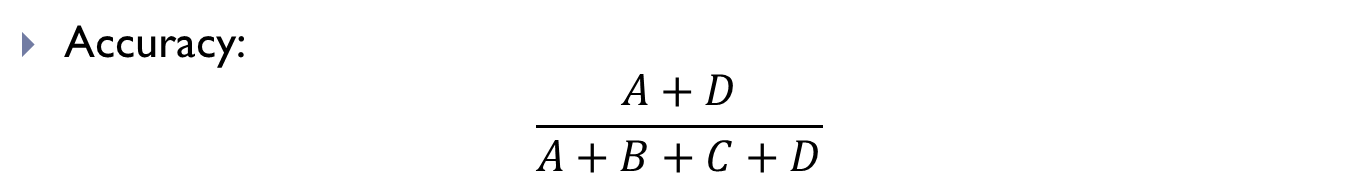 Accuracy:
A + D
A + B + C + D